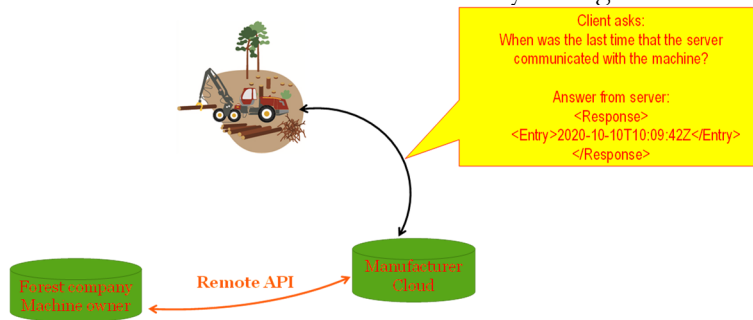 Client asks:
When was the last time that the server
communicated with the machine?
Answer from server:
<Response>
<Entry>2020-10-10T10:09:42Z</Entry>
</Response>
Manufacturer
Cloud
Remote API
Forest company
Machine owner